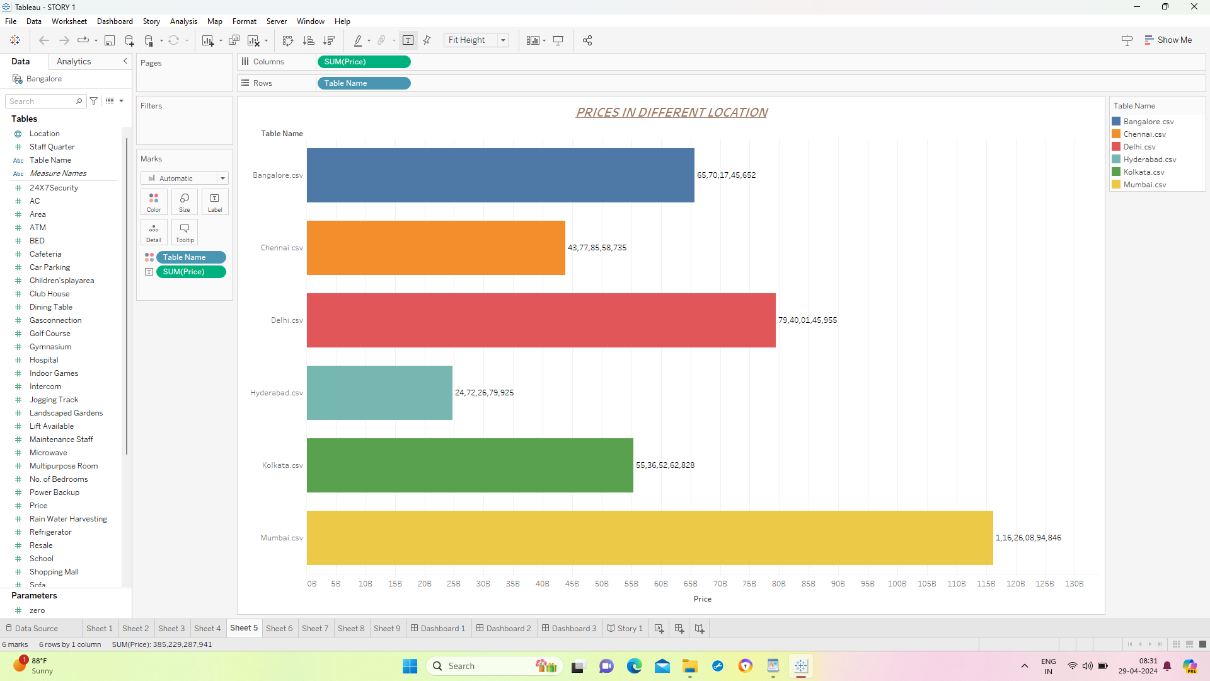 Tableau - STORY 1
File Data Worksheet Dashboard Story Analysis Map Format Server Window Help
Fit Height
Show Me
Data Analytics
Bangalore
Search
Tables
Location
Staff Quarter
Abc Table Name
Abc Measure Names
24X7Security
AC
Area
ATM
BED
Cafeteria
Car Parking
Children'splayarea
Club House
Dining Table
Gasconnection
Golf Course
Gymnasium
Hospital
Indoor Games
Intercom
Jogging Track
Landscaped Gardens
Lift Available
Maintenance Staff
Microwave
Multipurpose Room
No. of Bedrooms
Power Backup
Price
Rain Water Harvesting
Refrigerator
Resale
School
Shopping Mall
Sofa
Parameters
zero
Pages
Filters
Marks
Automatic
Color Size Label
Detail Tooltip
Table Name
SUM(Price)
Columns SUM(Price)
Rows Table Name
PRICES IN DIFFERENT LOCATION
Table Name
Bangalore.csv 65,70,17,45,652
Chennai.csv 43,77,85,58,735
Delhi.csv 79,40,01,45,955
Hyderabad.csv 24,72,26,79,925
Kolkata.csv 55,36,52,62,828
Mumbai.csv 1,16,26,08,94,846
0B 5B 10B 15B 20B 25B 30B 35B 40B 45B 50B 55B 60B 65B 70B 75B 80B 85B 90B 95B 100B 105B 110B 115B 120B 125B 130B
Price
Table Name
Bangalore.csv
Chennai.csv
Delhi.csv
Hyderabad.csv
Kolkata.csv
Mumbai.csv
Data Source Sheet 1 Sheet 2 Sheet 3 Sheet 4 Sheet 5 Sheet 6 Sheet 7 Sheet 8 Sheet 9 Dashboard 1 Dashboard 2 Dashboard 3 Story 1
6 marks 6 rows by 1 column SUM(Price): 385,229,287,941
1
88°F
Sunny
Search
ENG
IN
08:31
29-04-2024